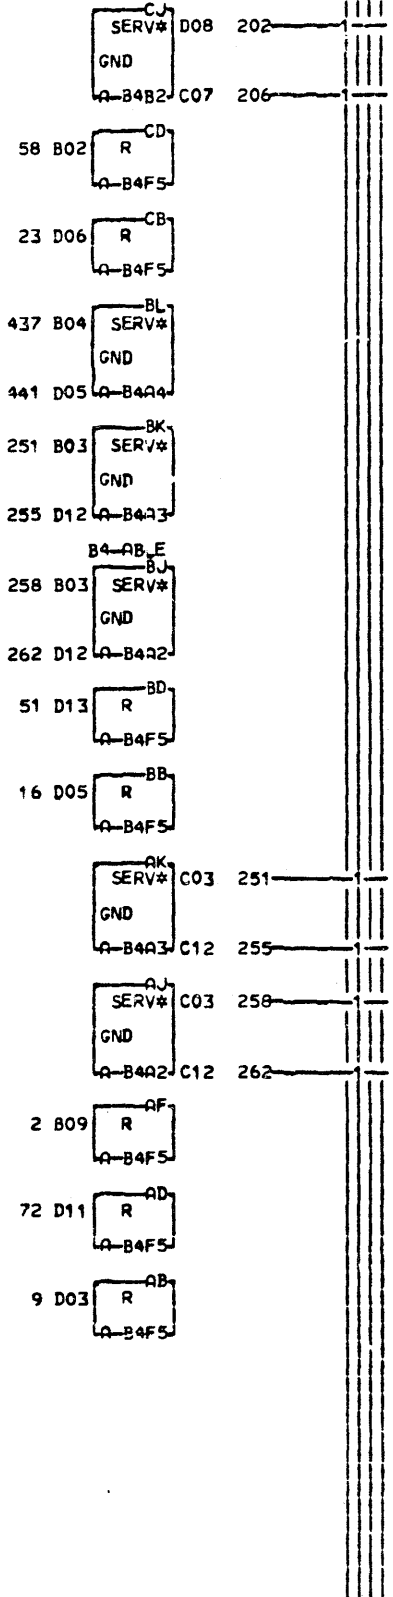 CJ
SERV* D08 202
GND
A B4B2 C07 206
CD
58 B02 R
A B4F5
CB
23 D06 R
A B4F5
BL
437 B04 SERV*
GND
441 D05 A B4A4
BK
251 B03 SERV*
GND
255 D12 A B4A3
B4 ABLE
BJ
258 B03 SERV*
GND
262 D12 A B4A2
BD
51 D13 R
A B4F5
BB
16 D05 R
A B4F5
AK
SERV* C03 251
GND
A B4A3 C12 255
AJ
SERV* C03 258
GND
A B4A2 C12 262
AF
2 B09 R
A B4F5
AD
72 D11 R
A B4F5
AB
9 D03 R
A B4F5